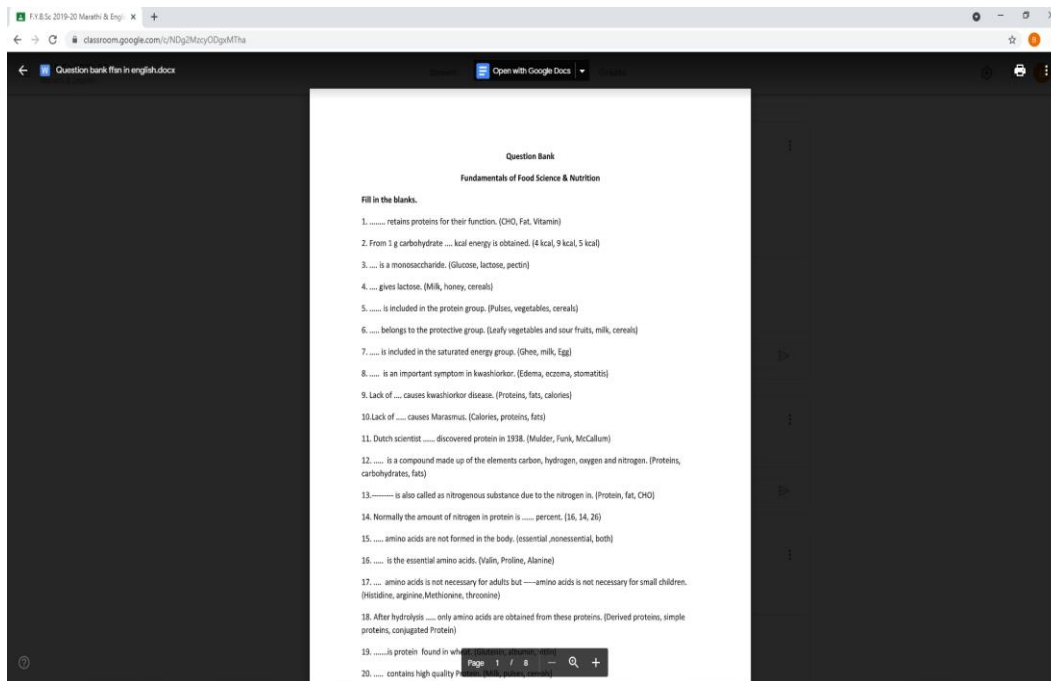 F.Y.B.Sc 2019-20 Marathi & Engl
classroom.google.com/c/NDg2MzcyODgxMTha
B
W Question bank ffsn in english.docx
Open with Google Docs
Question Bank
Fundamentals of Food Science & Nutrition
Fill in the blanks.
1. ........ retains proteins for their function. (CHO, Fat, Vitamin)
2. From 1 g carbohydrate .... kcal energy is obtained. (4 kcal, 9 kcal, 5 kcal)
3. .... is a monosaccharide. (Glucose, lactose, pectin)
4. .... gives lactose. (Milk, honey, cereals)
5. ...... is included in the protein group. (Pulses, vegetables, cereals)
6. ..... belongs to the protective group. (Leafy vegetables and sour fruits, milk, cereals)
7. ..... is included in the saturated energy group. (Ghee, milk, Egg)
8. ..... is an important symptom in kwashiorkor. (Edema, eczema, stomatitis)
9. Lack of .... causes kwashiorkor disease. (Proteins, fats, calories)
10.Lack of ..... causes Marasmus. (Calories, proteins, fats)
11. Dutch scientist ...... discovered protein in 1938. (Mulder, Funk, McCallum)
12. ..... is a compound made up of the elements carbon, hydrogen, oxygen and nitrogen. (Proteins,
carbohydrates, fats)
13.--------- is also called as nitrogenous substance due to the nitrogen in. (Protein, fat, CHO)
14. Normally the amount of nitrogen in protein is ...... percent. (16, 14, 26)
15. ..... amino acids are not formed in the body. (essential ,nonessential, both)
16. ..... is the essential amino acids. (Valin, Proline, Alanine)
17. .... amino acids is not necessary for adults but -----amino acids is not necessary for small children.
(Histidine, arginine,Methionine, threonine)
18. After hydrolysis ..... only amino acids are obtained from these proteins. (Derived proteins, simple
proteins, conjugated Protein)
19. .......is protein found in wheat. (Glutenin, albumin,
20. ..... contains high quality Protein. (Milk, pulses, cereals)
Page 1 / 8